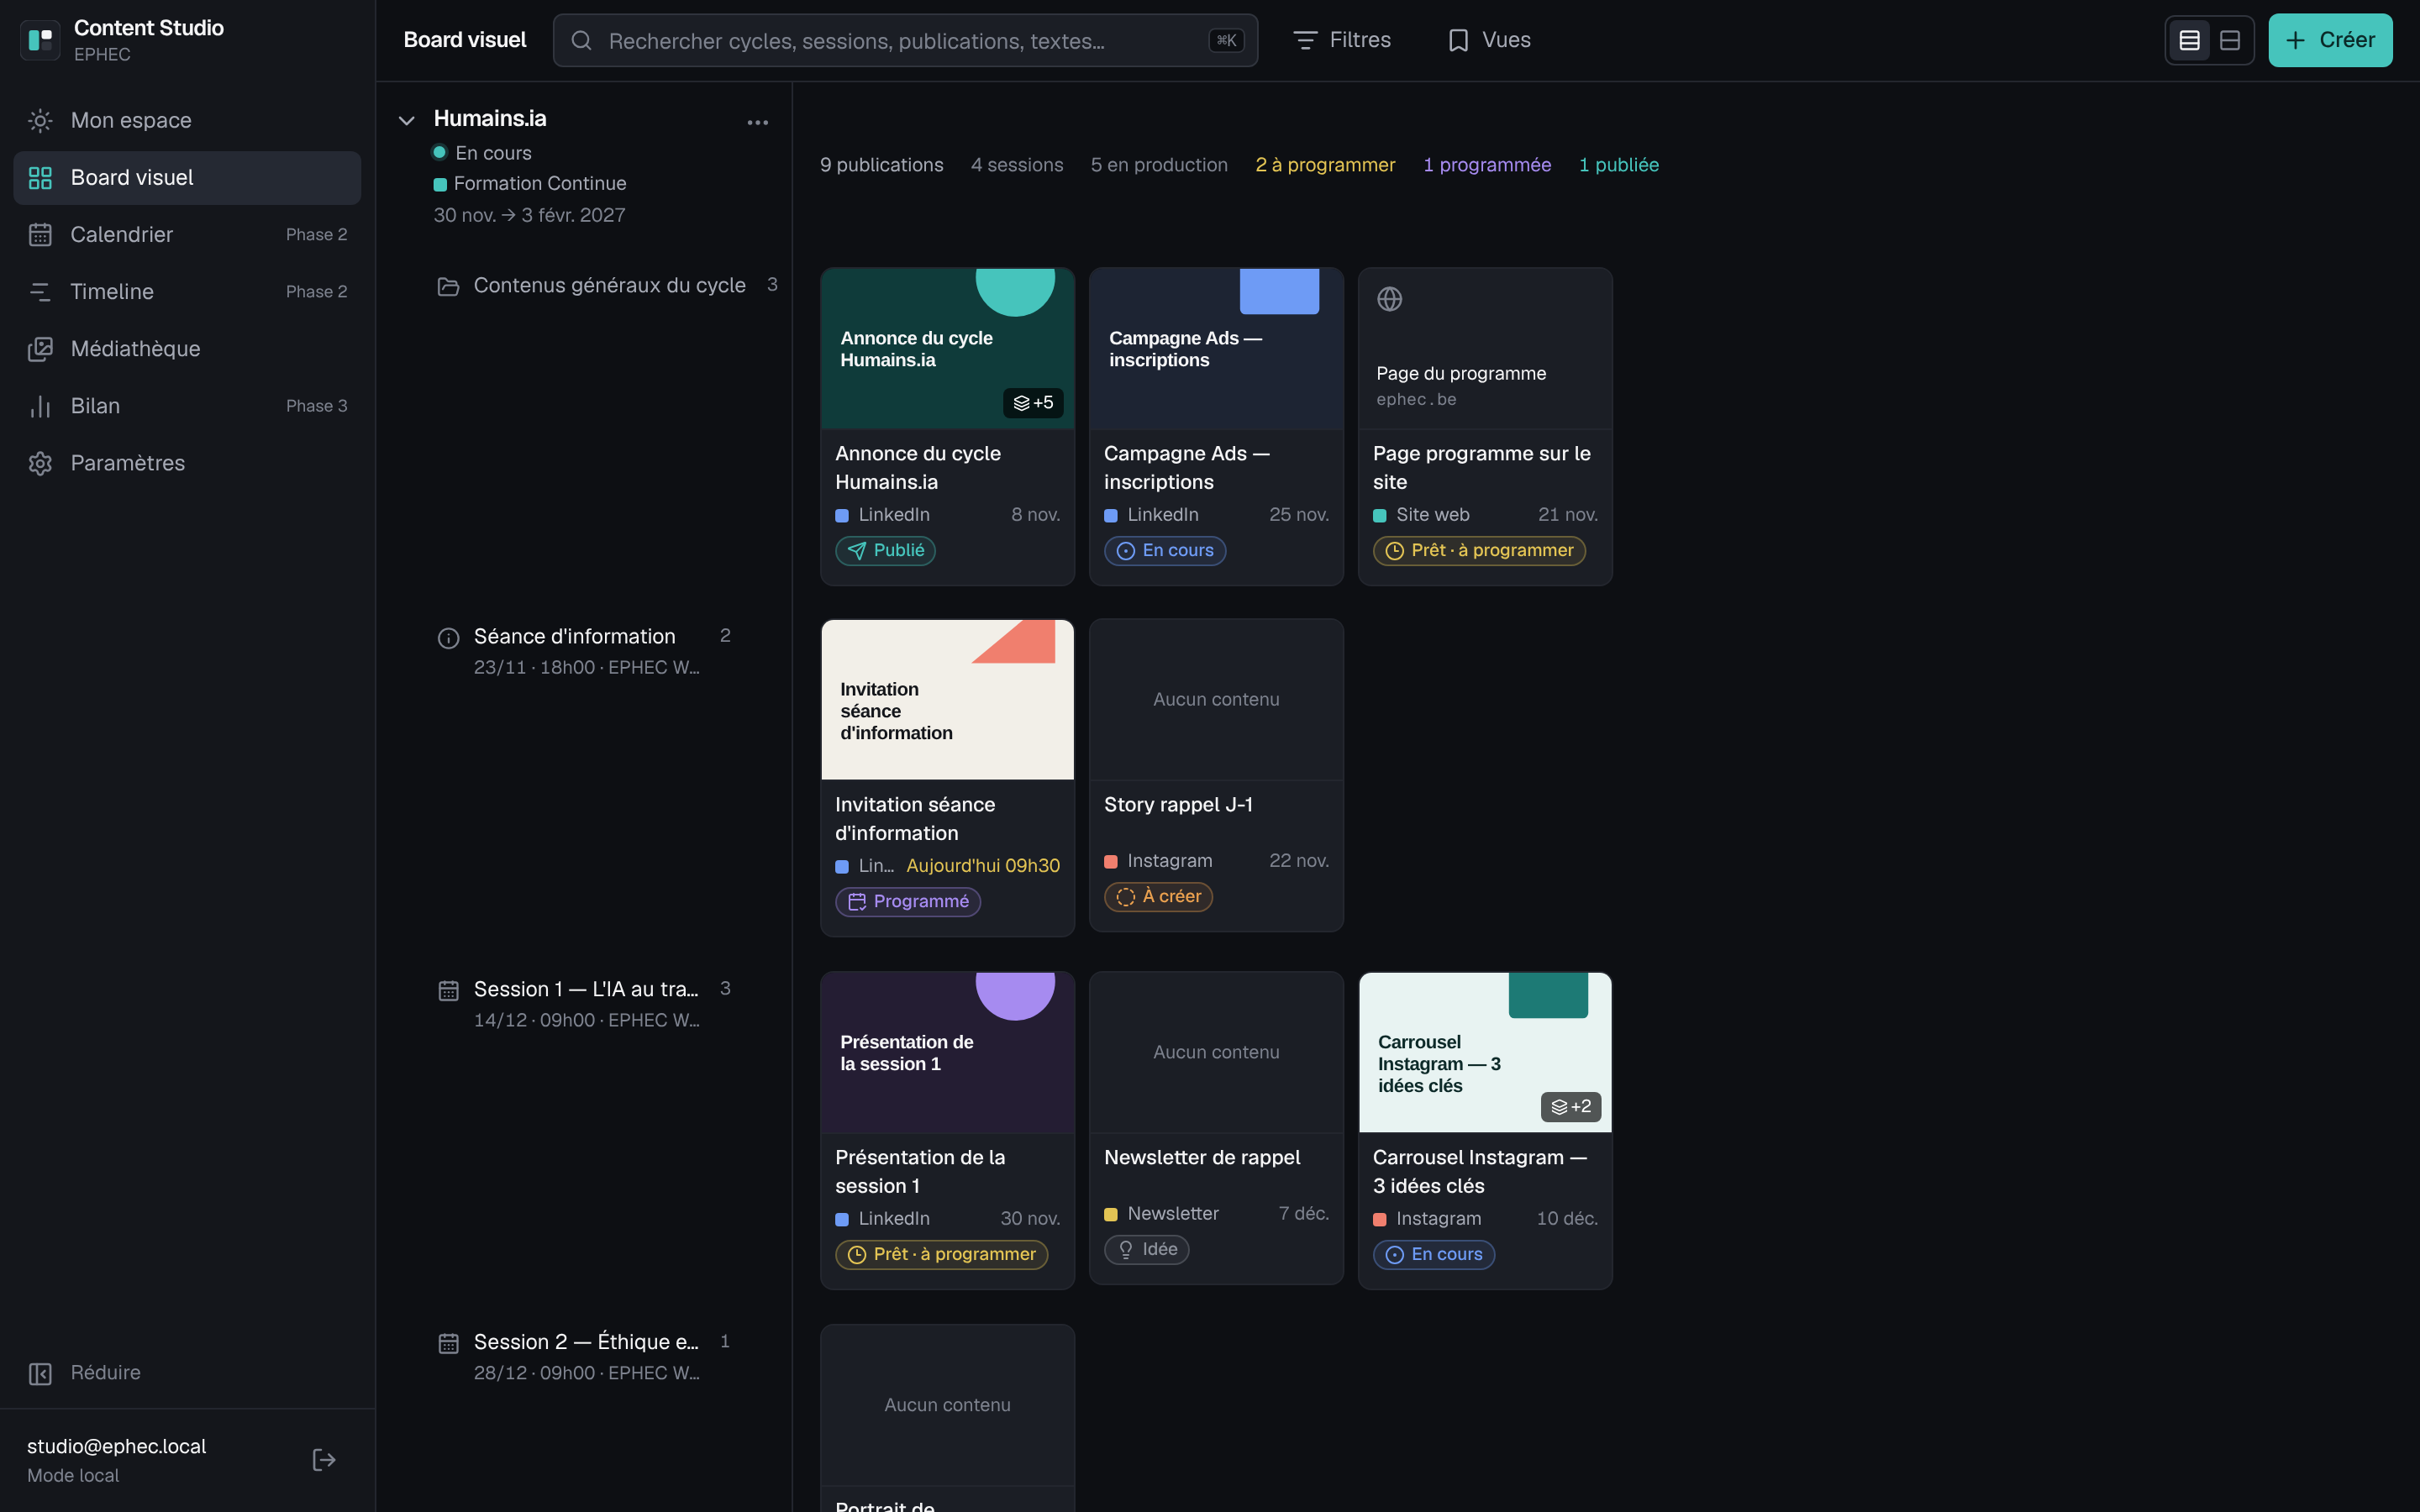 Content Studio
EPHEC
Mon espace
Board visuel
Calendrier Phase 2
Timeline Phase 2
Médiathèque
Bilan Phase 3
Paramètres
Réduire
studio@ephec.local
Mode local
Board visuel
Rechercher cycles, sessions, publications, textes... ⌘K
Filtres
Vues
Créer
Humains.ia
En cours
Formation Continue
30 nov. → 3 févr. 2027
9 publications 4 sessions 5 en production 2 à programmer 1 programmée 1 publiée
Contenus généraux du cycle 3
Annonce du cycle
Humains.ia
+5
Annonce du cycle
Humains.ia
LinkedIn 8 nov.
Publié
Campagne Ads —
inscriptions
Campagne Ads —
inscriptions
LinkedIn 25 nov.
En cours
Page du programme
ephec.be
Page programme sur le
site
Site web 21 nov.
Prêt · à programmer
Séance d'information 2
23/11 · 18h00 · EPHEC W...
Invitation
séance
d'information
Invitation séance
d'information
Lin... Aujourd'hui 09h30
Programmé
Aucun contenu
Story rappel J-1
Instagram 22 nov.
À créer
Session 1 — L'IA au tra... 3
14/12 · 09h00 · EPHEC W...
Présentation de
la session 1
Présentation de la
session 1
LinkedIn 30 nov.
Prêt · à programmer
Aucun contenu
Newsletter de rappel
Newsletter 7 déc.
Idée
Carrousel
Instagram — 3
idées clés
+2
Carrousel Instagram —
3 idées clés
Instagram 10 déc.
En cours
Session 2 — Éthique e... 1
28/12 · 09h00 · EPHEC W...
Aucun contenu
Portrait de